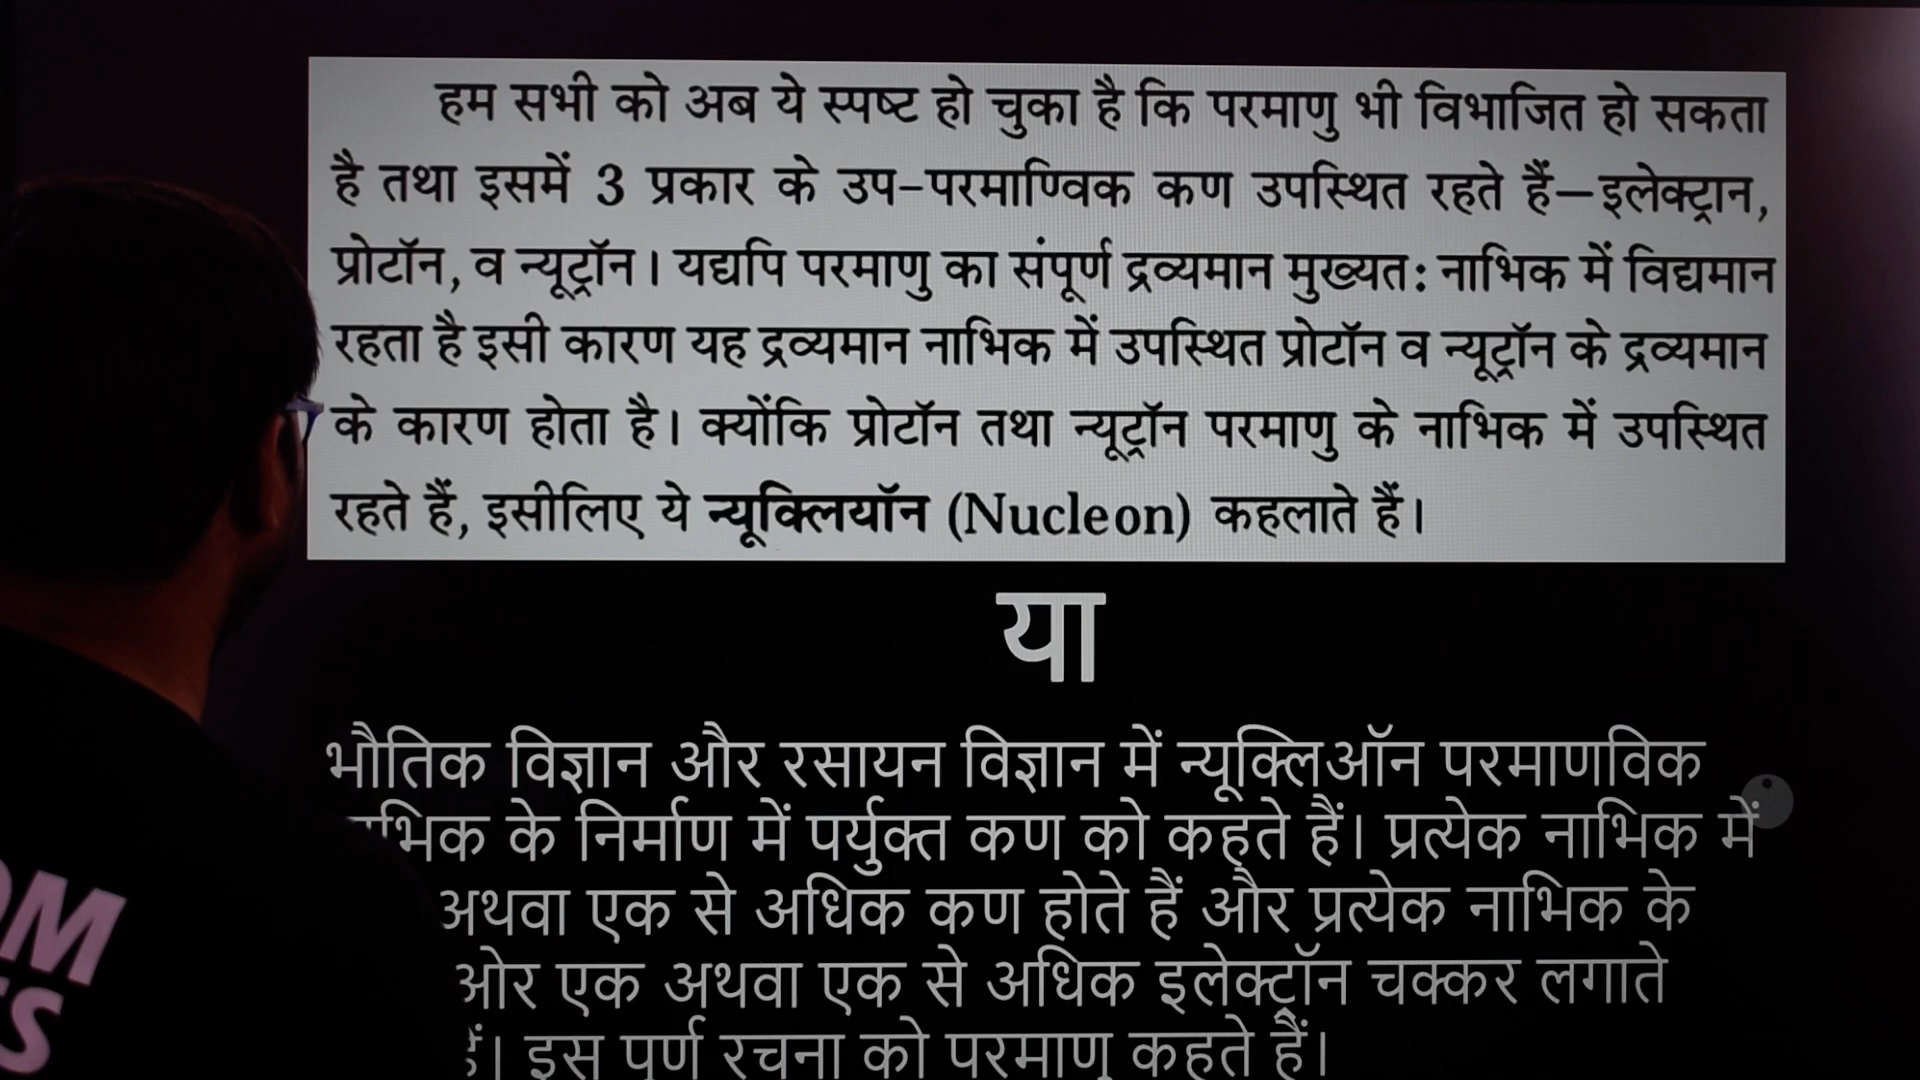 हम सभी को अब ये स्पष्ट हो चुका है कि परमाणु भी विभाजित हो सकता
है तथा इसमें 3 प्रकार के उप-परमाण्विक कण उपस्थित रहते हैं—इलेक्ट्रान,
प्रोटॉन, व न्यूट्रॉन। यद्यपि परमाणु का संपूर्ण द्रव्यमान मुख्यत: नाभिक में विद्यमान
रहता है इसी कारण यह द्रव्यमान नाभिक में उपस्थित प्रोटॉन व न्यूट्रॉन के द्रव्यमान
के कारण होता है। क्योंकि प्रोटॉन तथा न्यूट्रॉन परमाणु के नाभिक में उपस्थित
रहते हैं, इसीलिए ये न्यूक्लियॉन (Nucleon) कहलाते हैं।
या
भौतिक विज्ञान और रसायन विज्ञान में न्यूक्लिऑन परमाणविक
के निर्माण में पर्युक्त कण को कहते हैं। प्रत्येक नाभिक में
अथवा एक से अधिक कण होते हैं और प्रत्येक नाभिक के
ओर एक अथवा एक से अधिक इलेक्ट्रॉन चक्कर लगाते
। इस पूर्ण रचना को परमाणु कहते हैं।